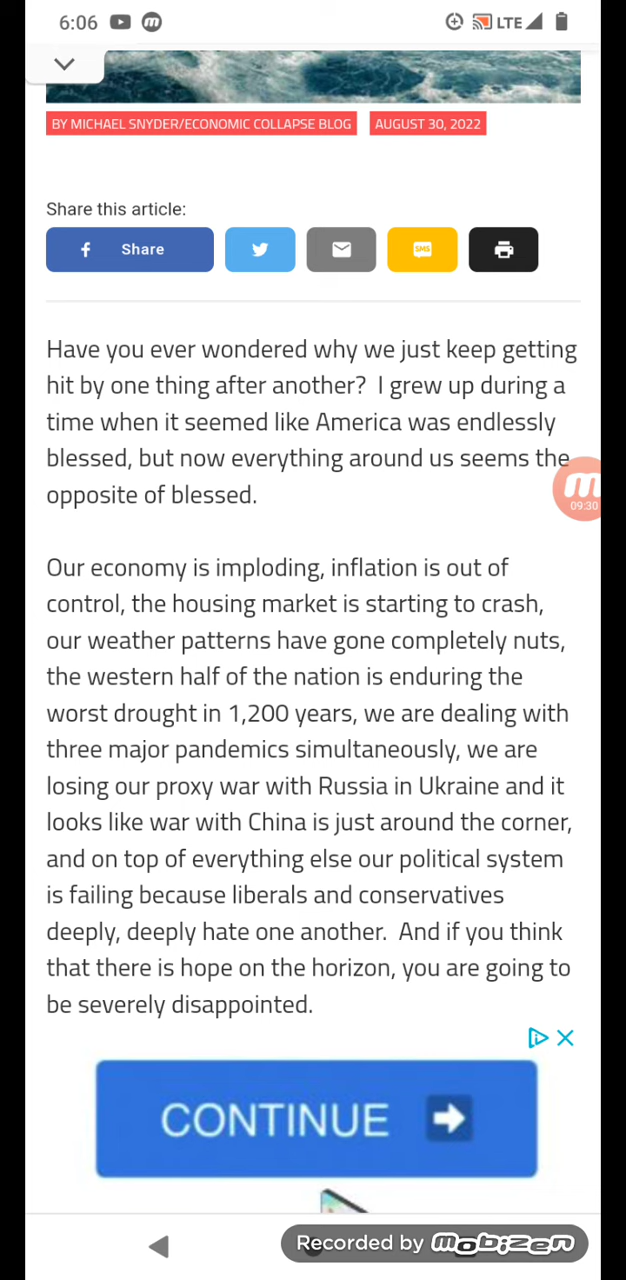 6:06
LTE
BY MICHAEL SNYDER/ECONOMIC COLLAPSE BLOG
AUGUST 30, 2022
Share this article:
Share
SMS
Have you ever wondered why we just keep getting
hit by one thing after another?  I grew up during a
time when it seemed like America was endlessly
blessed, but now everything around us seems the
opposite of blessed.
09:30
Our economy is imploding, inflation is out of
control, the housing market is starting to crash,
our weather patterns have gone completely nuts,
the western half of the nation is enduring the
worst drought in 1,200 years, we are dealing with
three major pandemics simultaneously, we are
losing our proxy war with Russia in Ukraine and it
looks like war with China is just around the corner,
and on top of everything else our political system
is failing because liberals and conservatives
deeply, deeply hate one another.  And if you think
that there is hope on the horizon, you are going to
be severely disappointed.
CONTINUE
Recorded by mobizen